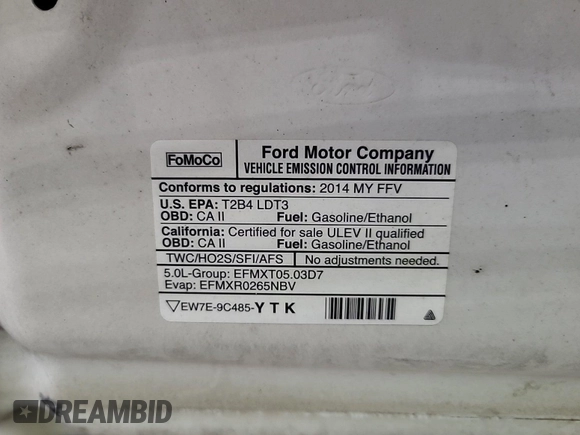 Ford
FoMoCo
Ford Motor Company
VEHICLE EMISSION CONTROL INFORMATION
Conforms to regulations: 2014 MY FFV
U.S. EPA: T2B4 LDT3
OBD: CA II Fuel: Gasoline/Ethanol
California: Certified for sale ULEV II qualified
OBD: CA II Fuel: Gasoline/Ethanol
TWC/HO2S/SFI/AFS No adjustments needed.
5.0L-Group: EFMXT05.03D7
Evap: EFMXR0265NBV
EW7E-9C485-YTK
DREAMBID